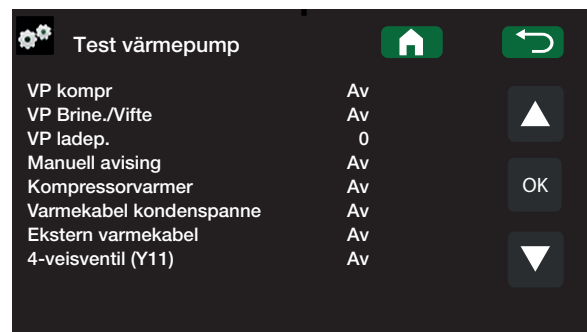 Test värmepump
VP kompr Av
VP Brine./Vifte Av
VP ladep. 0
Manuell avising Av
Kompressorvarmer Av
OK
Varmekabel kondenspanne Av
Ekstern varmekabel Av
4-veisventil (Y11) Av